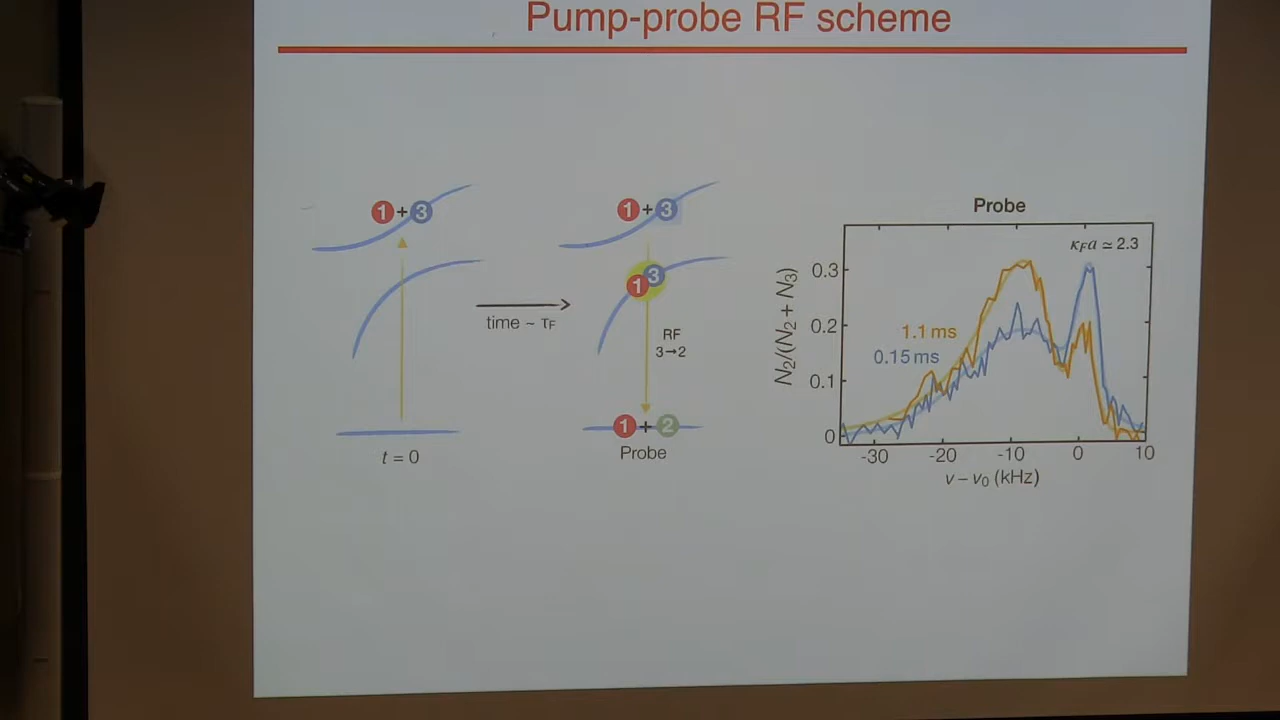 Pump-probe RF scheme
1+3
t = 0
time ~ τF
1+3
1 3
RF
3→2
1+2
Probe
Probe
κFa ≃ 2.3
1.1 ms
0.15 ms
N2/(N2 + N3)
0.3
0.2
0.1
0
-30 -20 -10 0 10
ν – ν0 (kHz)